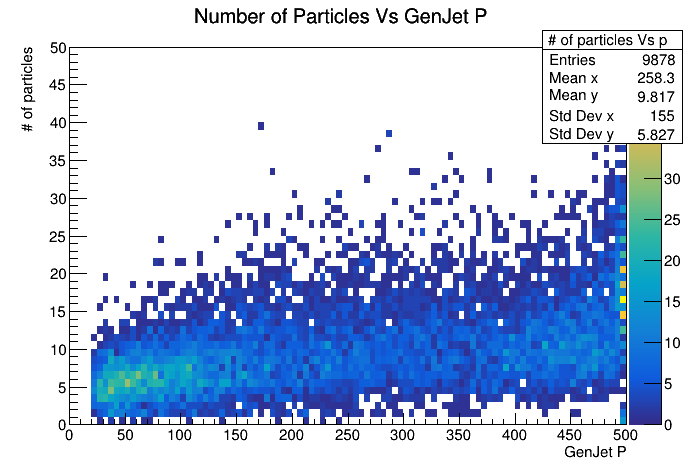 Number of Particles Vs GenJet P
# of particles Vs p
Entries 9878
Mean x 258.3
Mean y 9.817
Std Dev x 155
Std Dev y 5.827
# of particles
50
45
40
35
30
25
20
15
10
5
0
30
25
20
15
10
5
0
0 50 100 150 200 250 300 350 400 450 500
GenJet P